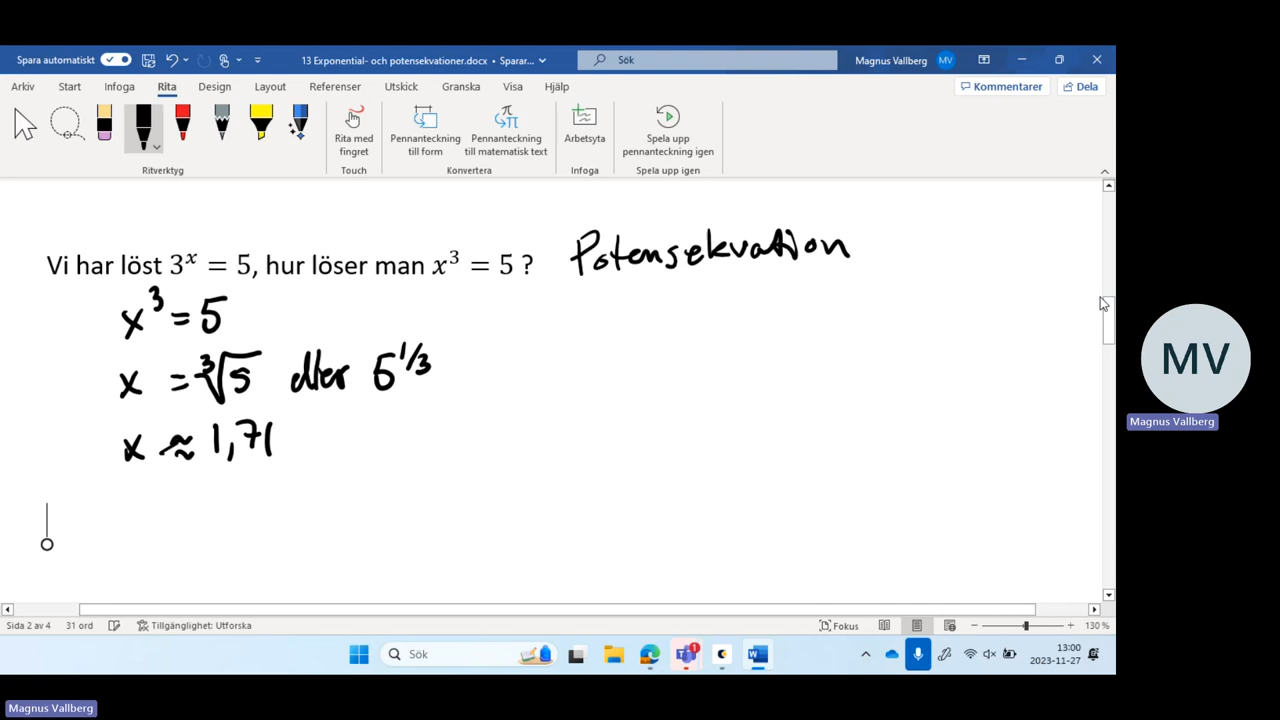 Spara automatiskt
13 Exponential- och potensekvationer.docx • Sparar...
Sök
Magnus Vallberg MV
Arkiv Start Infoga Rita Design Layout Referenser Utskick Granska Visa Hjälp Kommentarer Dela
Rita med fingret
Pennanteckning till form
Pennanteckning till matematisk text
Arbetsyta
Spela upp pennanteckning igen
Ritverktyg Touch Konvertera Infoga Spela upp igen
Vi har löst 3^x = 5, hur löser man x^3 = 5 ? Potensekvation
x^3 = 5
x = ∛5 eller 5^1/3
x ≈ 1,71
MV
Magnus Vallberg
Sida 2 av 4 31 ord Tillgänglighet: Utforska Fokus 130 %
Sök
1
13:00
2023-11-27
Magnus Vallberg